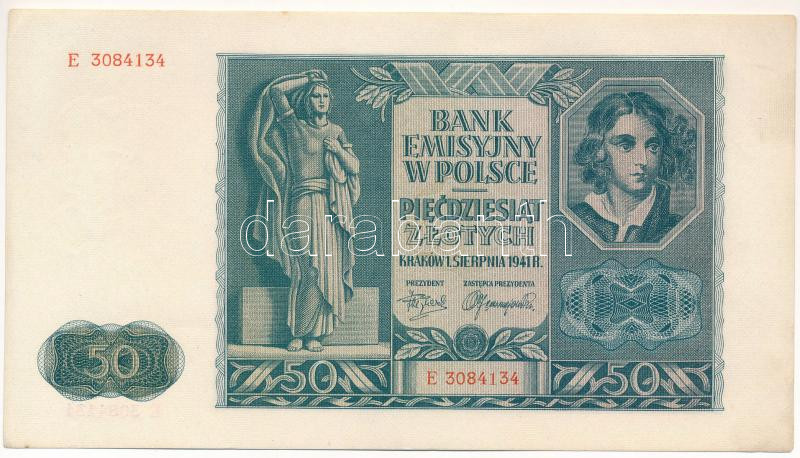 E 3084134
BANK
EMISYJNY
W POLSCE
PIĘĆDZIESIĄT
ZŁOTYCH
KRAKÓW 1. SIERPNIA 1941 R.
PREZYDENT ZASTĘPCA PREZYDENTA
50
50
E 3084134
50